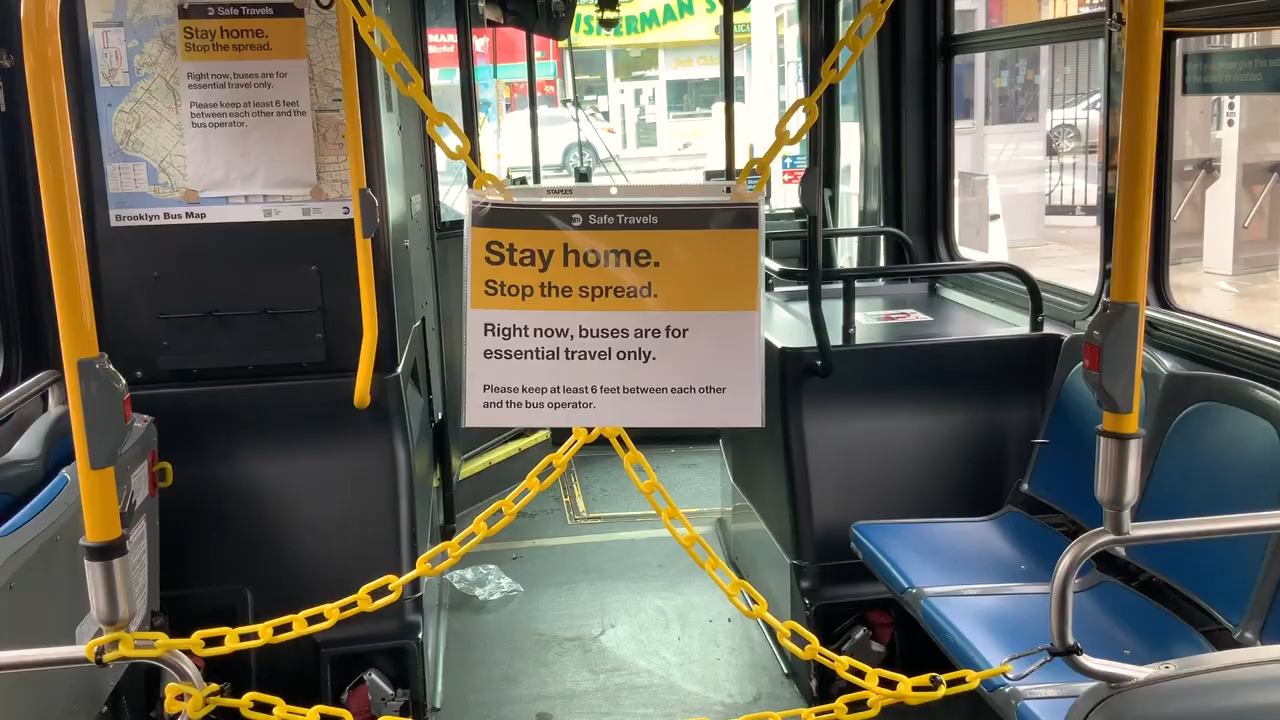 Safe Travels
Stay home.
Stop the spread.
Right now, buses are for
essential travel only.
Please keep at least 6 feet
between each other and the
bus operator.
Brooklyn Bus Map
STAPLES
Safe Travels
Stay home.
Stop the spread.
Right now, buses are for
essential travel only.
Please keep at least 6 feet between each other
and the bus operator.